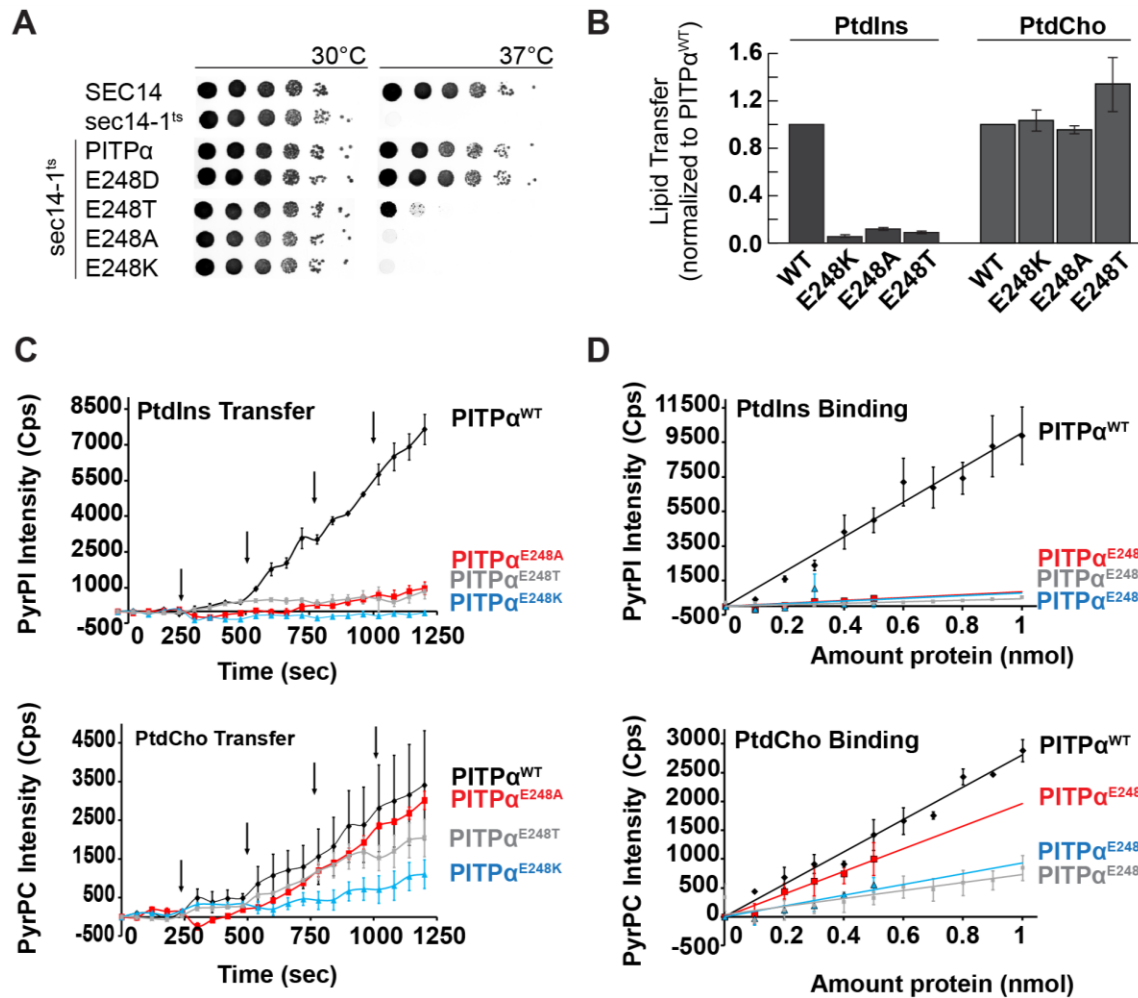 A
30°C 37°C
SEC14
sec14-1ts
PITPα
E248D
E248T
E248A
E248K
sec14-1ts
B
PtdIns PtdCho
Lipid Transfer
(normalized to PITPαWT)
1.6
1.2
0.8
0.4
0.0
WT E248K E248A E248T WT E248K E248A E248T
C
PtdIns Transfer
PyrPI Intensity (Cps)
8500
7000
5500
4000
2500
1000
-500
PITPαWT
PITPαE248A
PITPαE248T
PITPαE248K
0 250 500 750 1000 1250
Time (sec)
PtdCho Transfer
PyrPC Intensity (Cps)
4500
3500
2500
1500
500
-500
PITPαWT
PITPαE248A
PITPαE248T
PITPαE248K
0 250 500 750 1000 1250
Time (sec)
D
PtdIns Binding
PyrPI Intensity (Cps)
11500
9500
7500
5500
3500
1500
-500
PITPαWT
PITPαE248
PITPαE248
PITPαE248
0 0.2 0.4 0.6 0.8 1
Amount protein (nmol)
PtdCho Binding
PyrPC Intensity (Cps)
3000
2500
2000
1500
1000
500
0
-500
PITPαWT
PITPαE248
PITPαE248
PITPαE248
0 0.2 0.4 0.6 0.8 1
Amount protein (nmol)